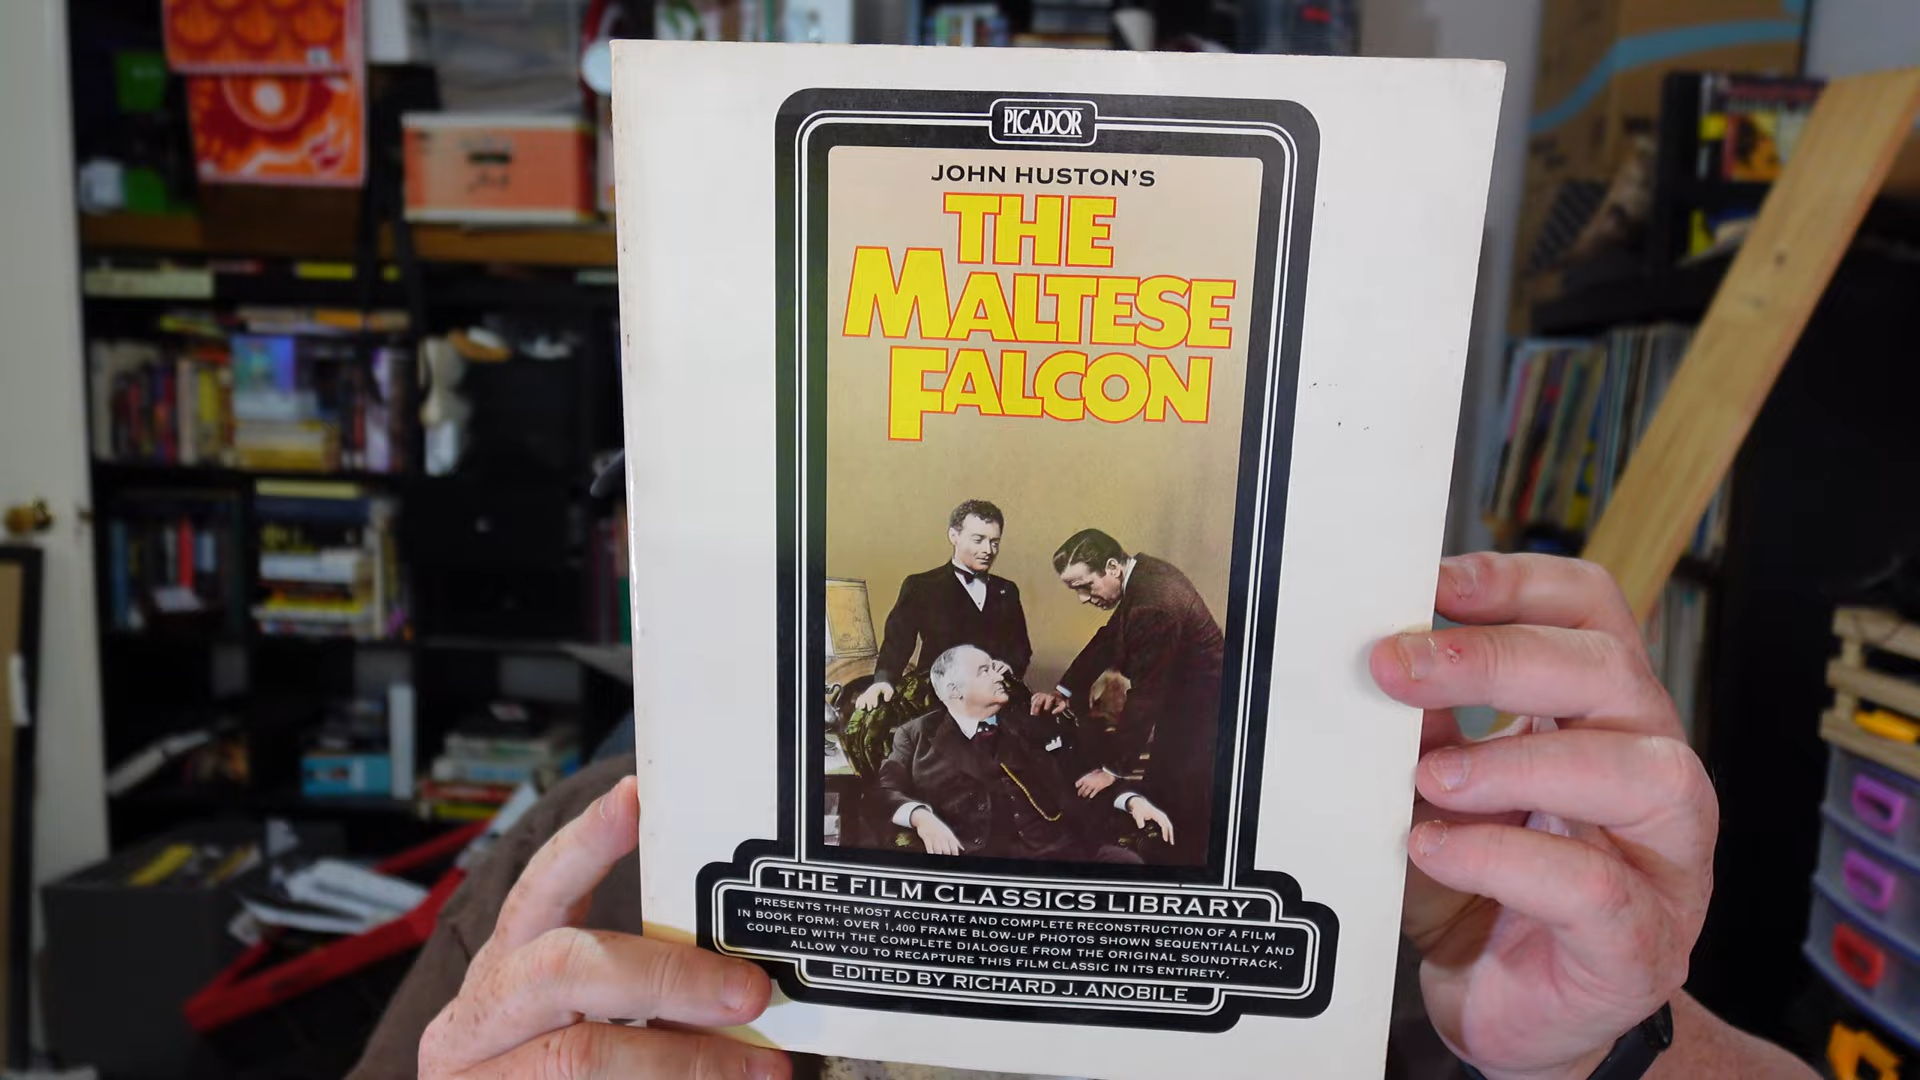 PICADOR
JOHN HUSTON'S
THE
MALTESE
FALCON
THE FILM CLASSICS LIBRARY
PRESENTS THE MOST ACCURATE AND COMPLETE RECONSTRUCTION OF A FILM
IN BOOK FORM: OVER 1,400 FRAME BLOW-UP PHOTOS SHOWN SEQUENTIALLY AND
COUPLED WITH THE COMPLETE DIALOGUE FROM THE ORIGINAL SOUNDTRACK,
ALLOW YOU TO RECAPTURE THIS FILM CLASSIC IN ITS ENTIRETY.
EDITED BY RICHARD J. ANOBILE